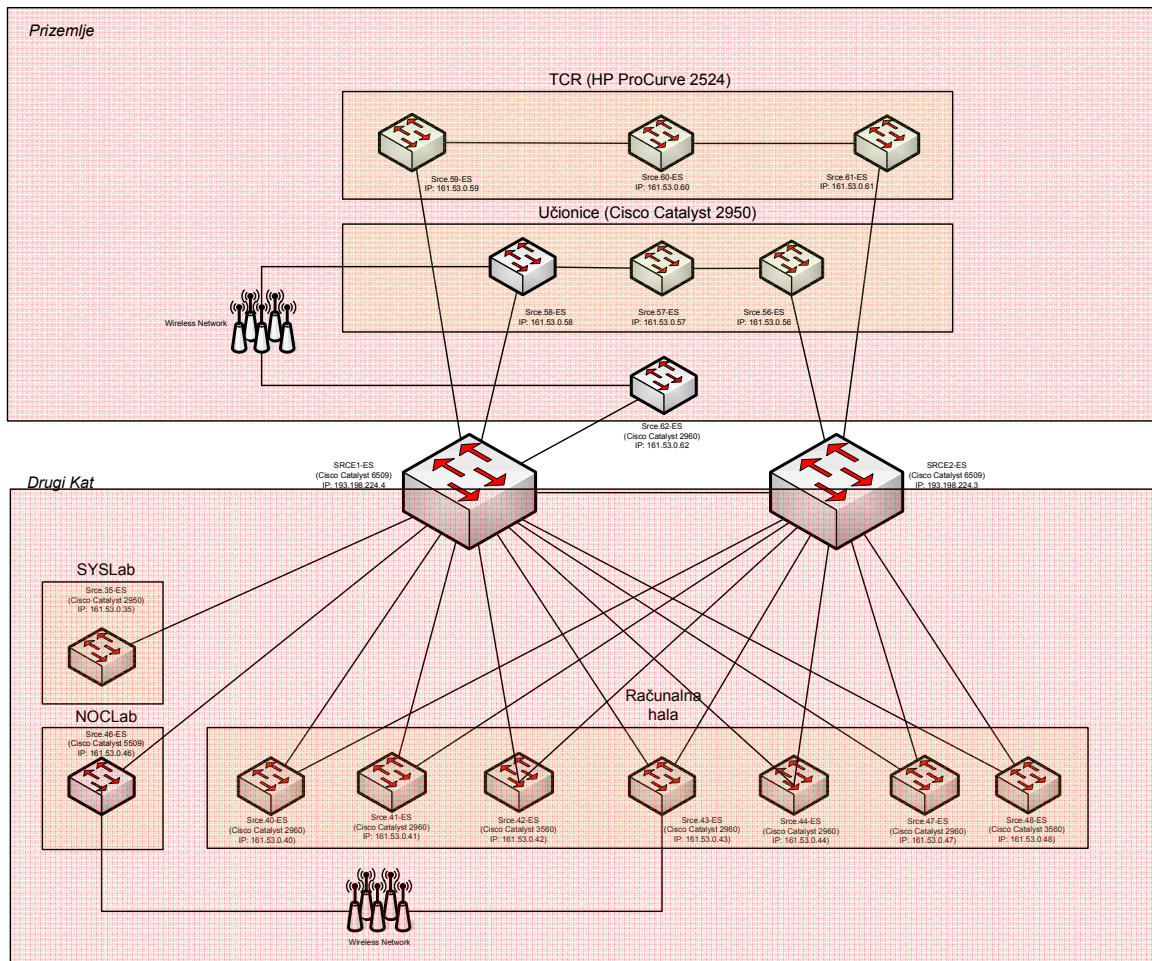 Prizemlje
TCR (HP ProCurve 2524)
Srce.59-ES
IP: 161.53.0.59
Srce.60-ES
IP: 161.53.0.60
Srce.61-ES
IP: 161.53.0.61
Učionice (Cisco Catalyst 2950)
Srce.58-ES
IP: 161.53.0.58
Srce.57-ES
IP: 161.53.0.57
Srce.56-ES
IP: 161.53.0.56
Wireless Network
Srce.62-ES
(Cisco Catalyst 2960)
IP: 161.53.0.62
SRCE1-ES
(Cisco Catalyst 6509)
IP: 193.198.224.4
SRCE2-ES
(Cisco Catalyst 6509)
IP: 193.198.224.3
Drugi Kat
SYSLab
Srce.35-ES
(Cisco Catalyst 2950)
IP: 161.53.0.35)
NOCLab
Srce.46-ES
(Cisco Catalyst 5509)
IP: 161.53.0.46)
Računalna
hala
Srce.40-ES
(Cisco Catalyst 2960)
IP: 161.53.0.40)
Srce.41-ES
(Cisco Catalyst 2960)
IP: 161.53.0.41)
Srce.42-ES
(Cisco Catalyst 3560)
IP: 161.53.0.42)
Srce.43-ES
(Cisco Catalyst 2960)
IP: 161.53.0.43)
Srce.44-ES
(Cisco Catalyst 2960)
IP: 161.53.0.44)
Srce.47-ES
(Cisco Catalyst 2960)
IP: 161.53.0.47)
Srce.48-ES
(Cisco Catalyst 3560)
IP: 161.53.0.48)
Wireless Network